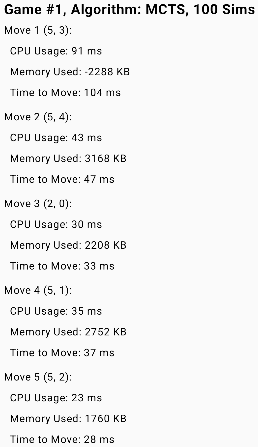 Game #1, Algorithm: MCTS, 100 Sims
Move 1 (5, 3):
CPU Usage: 91 ms
Memory Used: -2288 KB
Time to Move: 104 ms
Move 2 (5, 4):
CPU Usage: 43 ms
Memory Used: 3168 KB
Time to Move: 47 ms
Move 3 (2, 0):
CPU Usage: 30 ms
Memory Used: 2208 KB
Time to Move: 33 ms
Move 4 (5, 1):
CPU Usage: 35 ms
Memory Used: 2752 KB
Time to Move: 37 ms
Move 5 (5, 2):
CPU Usage: 23 ms
Memory Used: 1760 KB
Time to Move: 28 ms